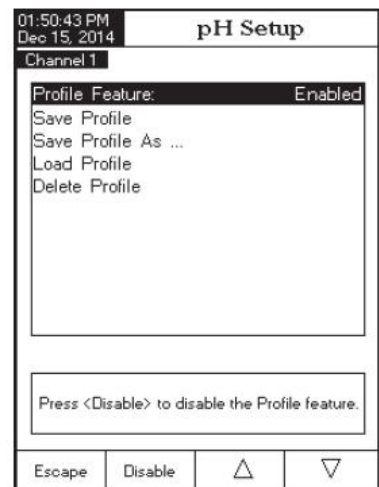 01:50:43 PM
Dec 15, 2014
pH Setup
Channel 1
Profile Feature: Enabled
Save Profile
Save Profile As ...
Load Profile
Delete Profile
Press <Disable> to disable the Profile feature.
Escape Disable △ ▽